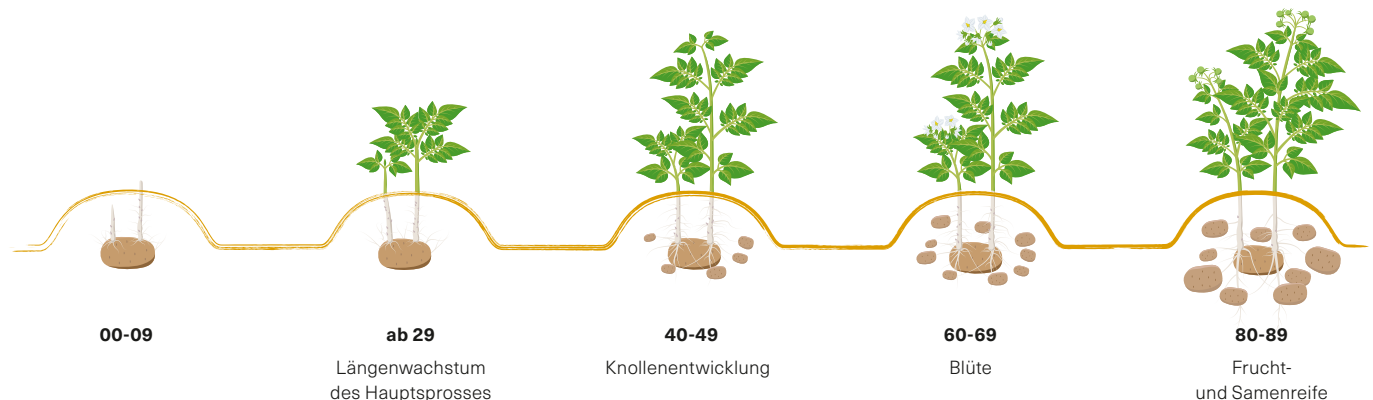 00-09
ab 29
Längenwachstum
des Hauptsprosses
40-49
Knollenentwicklung
60-69
Blüte
80-89
Frucht-
und Samenreife